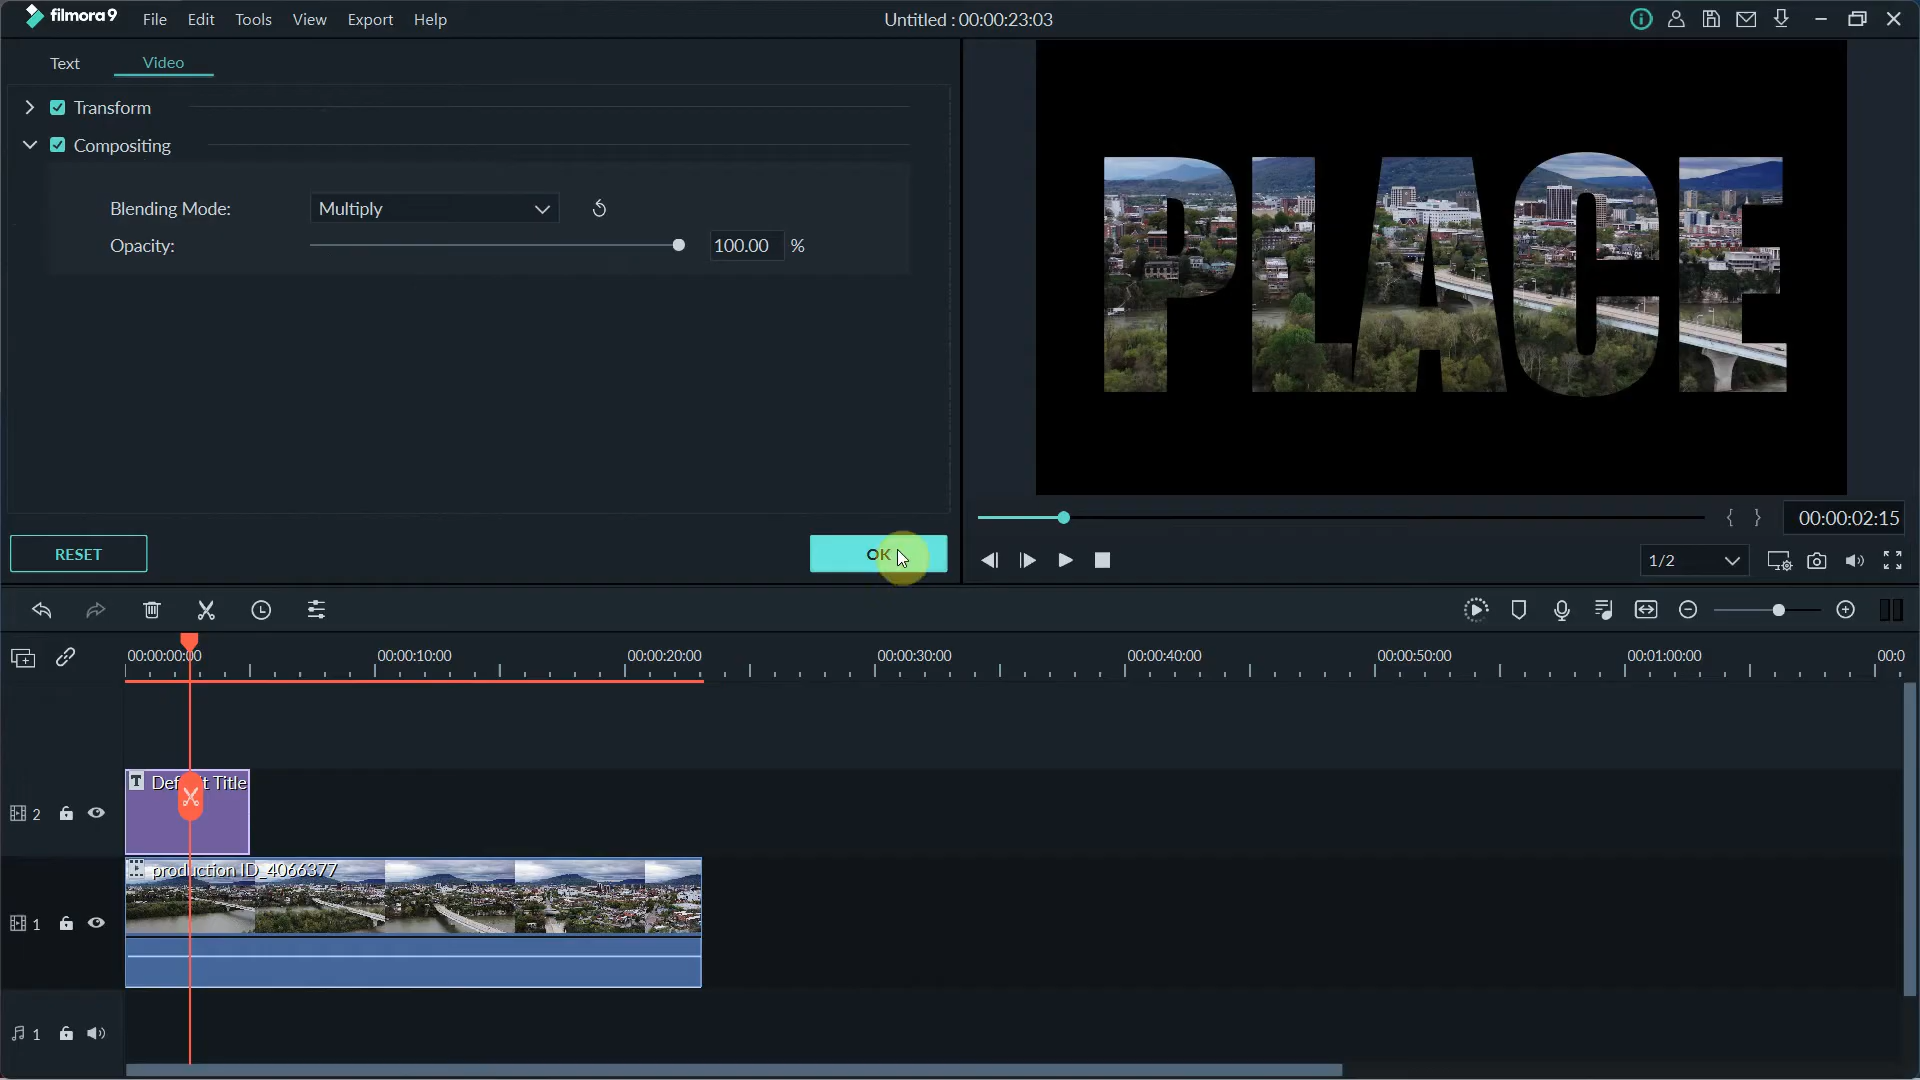 filmora9 File Edit Tools View Export Help Untitled : 00:00:23:03
Text Video
Transform
Compositing
Blending Mode: Multiply
Opacity: 100.00 %
RESET OK
PLACE
00:00:02:15
1/2
00:00:00:00 00:00:10:00 00:00:20:00 00:00:30:00 00:00:40:00 00:00:50:00 00:01:00:00 00:0
T Def t Title
2
production ID_4066377
1
1